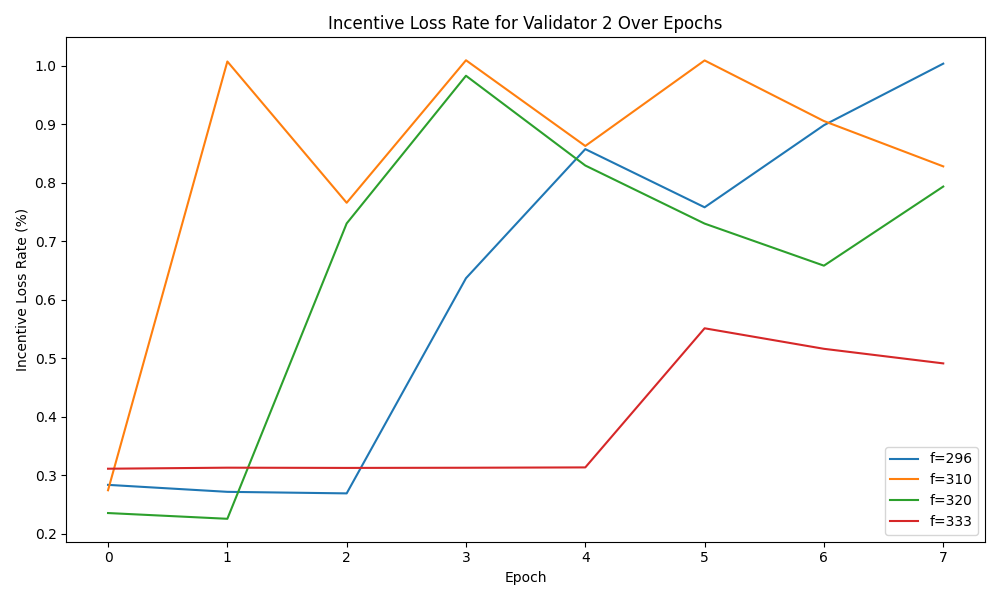 Incentive Loss Rate for Validator 2 Over Epochs
Incentive Loss Rate (%)
1.0
0.9
0.8
0.7
0.6
0.5
0.4
0.3
0.2
0 1 2 3 4 5 6 7
Epoch
f=296
f=310
f=320
f=333